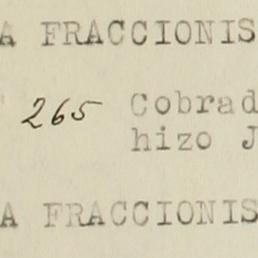 A FRACCIONIS
265 Cobrad
hizo J
A FRACCIONIS